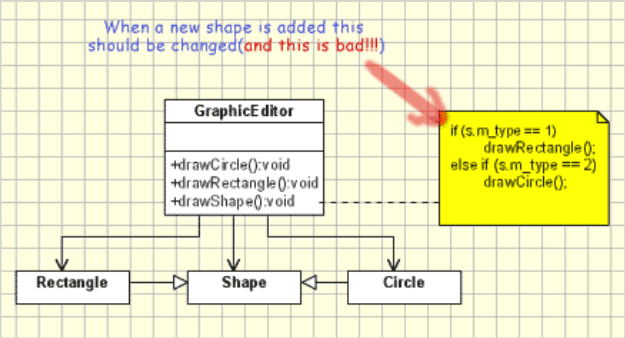 When a new shape is added this
should be changed(and this is bad!!!)
GraphicEditor
+drawCircle():void
+drawRectangle():void
+drawShape():void
if (s.m_type == 1)
drawRectangle();
else if (s.m_type == 2)
drawCircle();
Rectangle
Shape
Circle